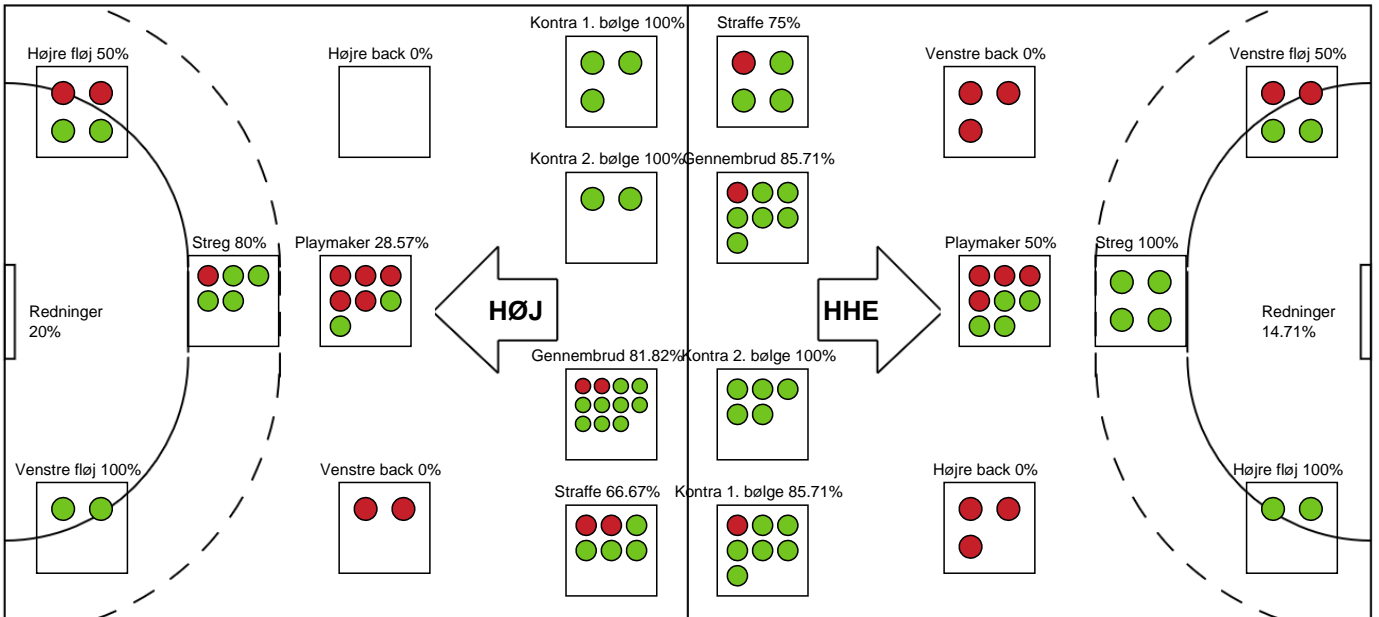 Kontra 1. bølge 100%
Straffe 75%
Højre fløj 50%
Højre back 0%
Venstre back 0%
Venstre fløj 50%
Kontra 2. bølge 100%
Gennembrud 85.71%
Streg 80%
Playmaker 28.57%
Playmaker 50%
Streg 100%
Redninger
20%
HØJ
HHE
Redninger
14.71%
Gennembrud 81.82%
Kontra 2. bølge 100%
Venstre fløj 100%
Venstre back 0%
Højre back 0%
Højre fløj 100%
Straffe 66.67%
Kontra 1. bølge 85.71%